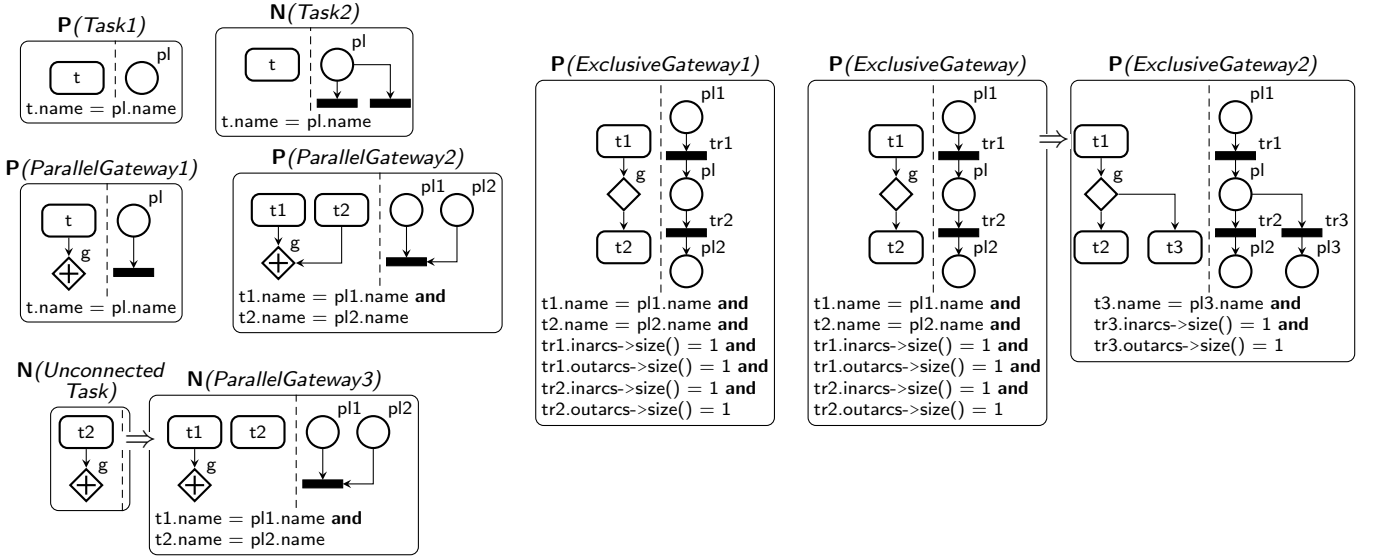 P(Task1)
t
pl
t.name = pl.name
N(Task2)
t
pl
t.name = pl.name
P(ParallelGateway1)
t
g
pl
t.name = pl.name
P(ParallelGateway2)
t1
t2
g
pl1
pl2
t1.name = pl1.name and
t2.name = pl2.name
N(Unconnected
Task)
t2
g
N(ParallelGateway3)
t1
t2
g
pl1
pl2
t1.name = pl1.name and
t2.name = pl2.name
P(ExclusiveGateway1)
t1
g
t2
pl1
tr1
pl
tr2
pl2
t1.name = pl1.name and
t2.name = pl2.name and
tr1.inarcs->size() = 1 and
tr1.outarcs->size() = 1 and
tr2.inarcs->size() = 1 and
tr2.outarcs->size() = 1
P(ExclusiveGateway)
t1
g
t2
pl1
tr1
pl
tr2
pl2
t1.name = pl1.name and
t2.name = pl2.name and
tr1.inarcs->size() = 1 and
tr1.outarcs->size() = 1 and
tr2.inarcs->size() = 1 and
tr2.outarcs->size() = 1
P(ExclusiveGateway2)
t1
g
t2
t3
pl1
tr1
pl
tr2
tr3
pl2
pl3
t3.name = pl3.name and
tr3.inarcs->size() = 1 and
tr3.outarcs->size() = 1